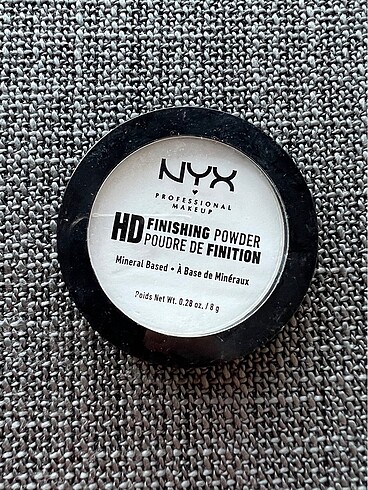 NYX
PROFESSIONAL
MAKEUP
HD FINISHING POWDER
POUDRE DE FINITION
Mineral Based • À Base de Minéraux
Poids Net Wt. 0.28 oz. / 8 g